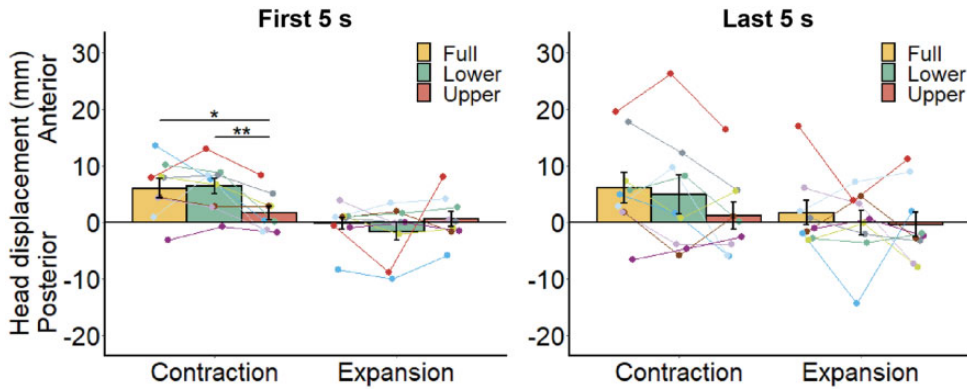 First 5 s
Last 5 s
Head displacement (mm)
Posterior Anterior
30
20
10
0
-10
-20
*
**
Full
Lower
Upper
Contraction
Expansion
30
20
10
0
-10
-20
Full
Lower
Upper
Contraction
Expansion